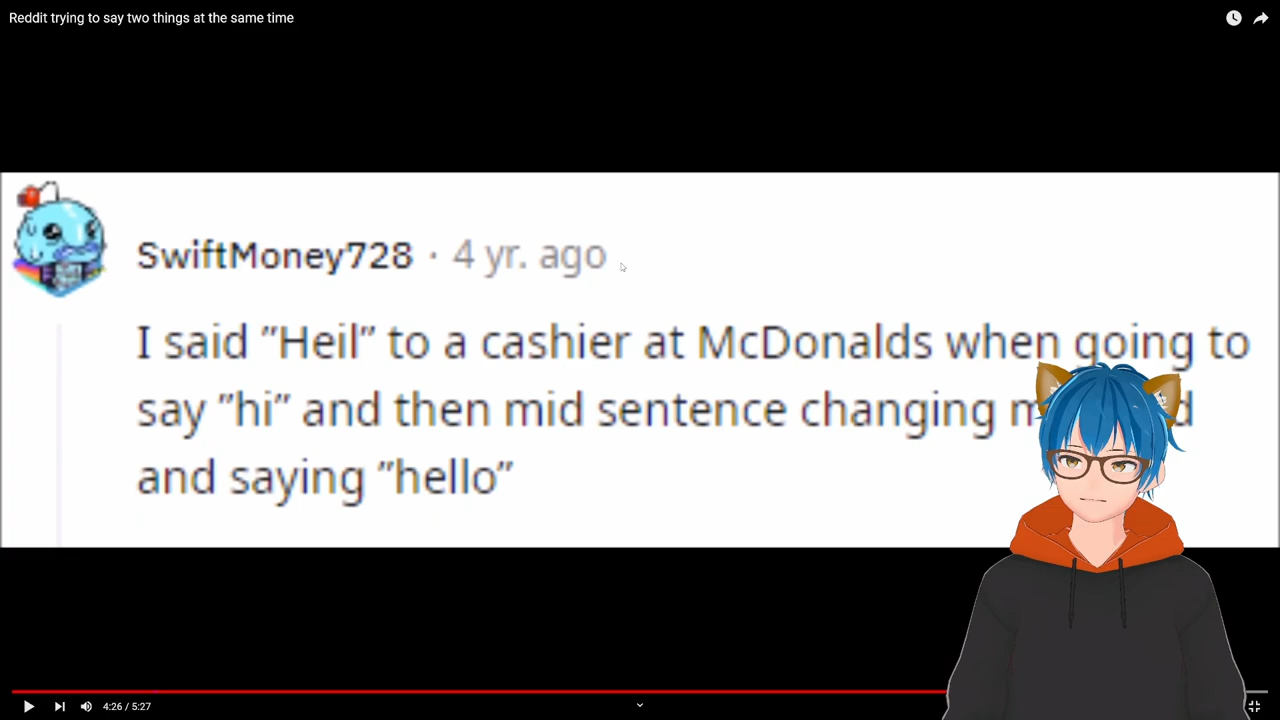 Reddit trying to say two things at the same time
SwiftMoney728 · 4 yr. ago
I said "Heil" to a cashier at McDonalds when going to
say "hi" and then mid sentence changing
and saying "hello"
4:26 / 5:27